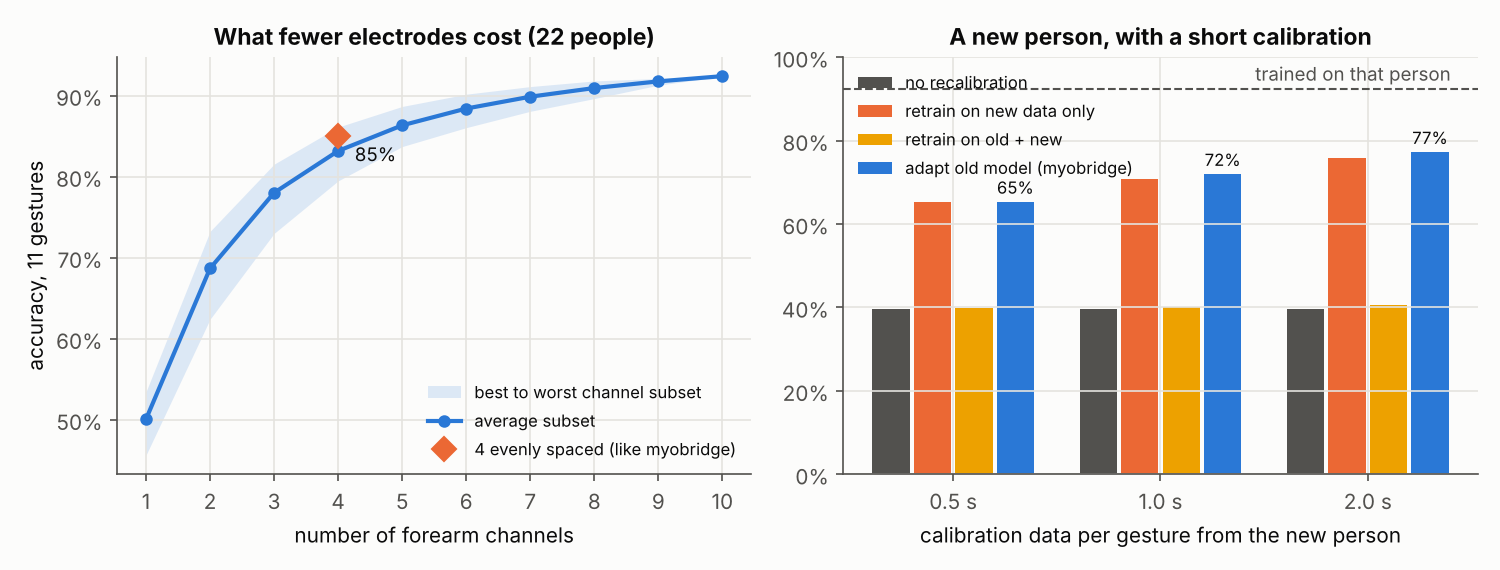 What fewer electrodes cost (22 people)
accuracy, 11 gestures
90%
80%
70%
60%
50%
85%
best to worst channel subset
average subset
4 evenly spaced (like myobridge)
1 2 3 4 5 6 7 8 9 10
number of forearm channels
A new person, with a short calibration
100%
80%
60%
40%
20%
0%
trained on that person
no recalibration
retrain on new data only
retrain on old + new
adapt old model (myobridge)
65%
72%
77%
0.5 s 1.0 s 2.0 s
calibration data per gesture from the new person